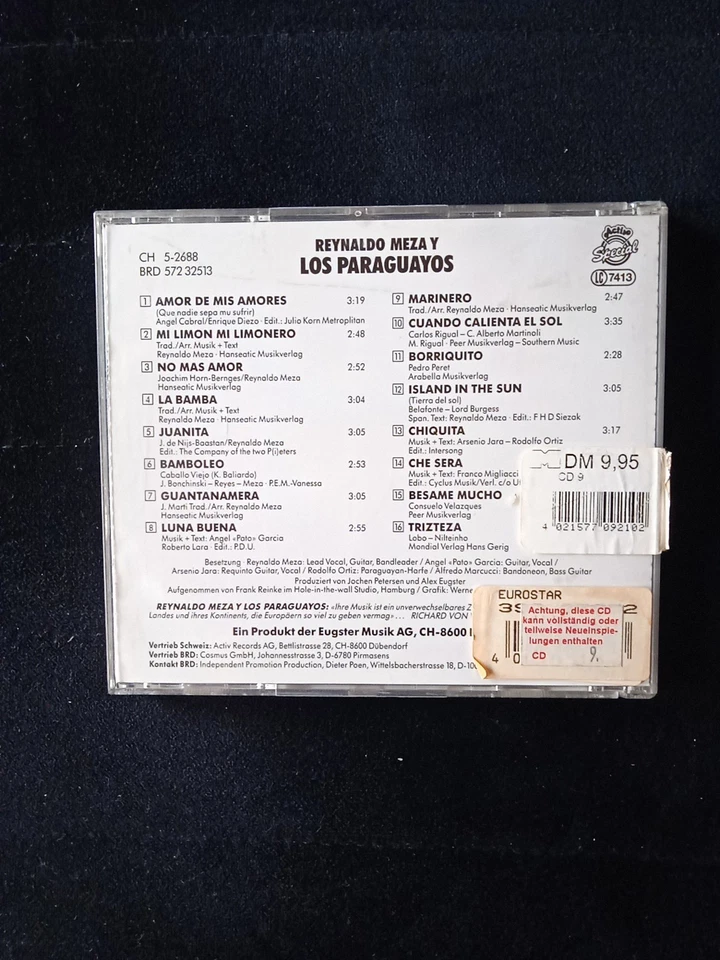 CH 5-2688
BRD 572 32513
REYNALDO MEZA Y
LOS PARAGUAYOS
Activ
Special
LC 7413
1 AMOR DE MIS AMORES 3:19
(Que nadie sepa mu sufrir)
Angel Cabral/Enrique Diezo · Edit.: Julio Korn Metroplitan
2 MI LIMON MI LIMONERO 2:48
Trad./Arr. Musik + Text
Reynaldo Meza · Hanseatic Musikverlag
3 NO MAS AMOR 2:52
Joachim Horn-Bernges/Reynaldo Meza
Hanseatic Musikverlag
4 LA BAMBA 3:04
Trad./Arr. Musik + Text
Reynaldo Meza · Hanseatic Musikverlag
5 JUANITA 3:05
J. de Nijs-Baastan/Reynaldo Meza
Edit.: The Company of the two P(i)eters
6 BAMBOLEO 2:53
Caballo Viejo (K. Baliardo)
J. Bonchinski – Reyes – Meza · P.E.M.-Vanessa
7 GUANTANAMERA 3:05
J. Marti Trad./Arr. Reynaldo Meza
Hanseatic Musikverlag
8 LUNA BUENA 2:55
Musik + Text: Angel «Pato» Garcia
Roberto Lara · Edit.: P.D.U.
9 MARINERO 2:47
Trad./Arr. Reynaldo Meza · Hanseatic Musikverlag
10 CUANDO CALIENTA EL SOL 3:35
Carlos Rigual – C. Alberto Martinoli
M. Rigual · Peer Musikverlag – Southern Music
11 BORRIQUITO 2:28
Pedro Peret
Arabella Musikverlag
12 ISLAND IN THE SUN 3:05
(Tierra del sol)
Belafonte – Lord Burgess
Span. Text: Reynaldo Meza · Edit.: F H D Siezak
13 CHIQUITA 3:17
Musik + Text: Arsenio Jara – Rodolfo Ortiz
Edit.: Intersong
14 CHE SERA
Musik + Text: Franco Migliacci
Edit.: Cyclus Musik/Verl. c/o
15 BESAME MUCHO
Consuelo Velazques
Peer Musikverlag
16 TRIZTEZA
Lobo – Nilteinho
Mondial Verlag Hans Gerig
DM 9,95
CD 9
4 021577 092102
Besetzung · Reynaldo Meza: Lead Vocal, Guitar, Bandleader / Angel «Pato» Garcia: Guitar, Vocal /
Arsenio Jara: Requinto Guitar, Vocal / Rodolfo Ortiz: Paraguayan-Harfe / Alfredo Marcucci: Bandoneon, Bass Guitar
Produziert von Jochen Petersen und Alex Eugster
Aufgenommen von Frank Reinke im Hole-in-the-wall Studio, Hamburg / Grafik: Werne
REYNALDO MEZA Y LOS PARAGUAYOS: «Ihre Musik ist ein unverwechselbares
Landes und ihres Kontinents, die Europäern so viel zu geben vermag» . . . RICHARD VON
Ein Produkt der Eugster Musik AG, CH-8600
Vertrieb Schweiz: Activ Records AG, Bettlistrasse 28, CH-8600 Dübendorf
Vertrieb BRD: Cosmus GmbH, Johannesstrasse 3, D-6780 Pirmasens
Kontakt BRD: Independent Promotion Production, Dieter Poen, Wittelsbacherstrasse 18, D-10
EUROSTAR
Achtung, diese CD
kann vollständig oder
teilweise Neueinspie-
lungen enthalten
CD 9.
4 0